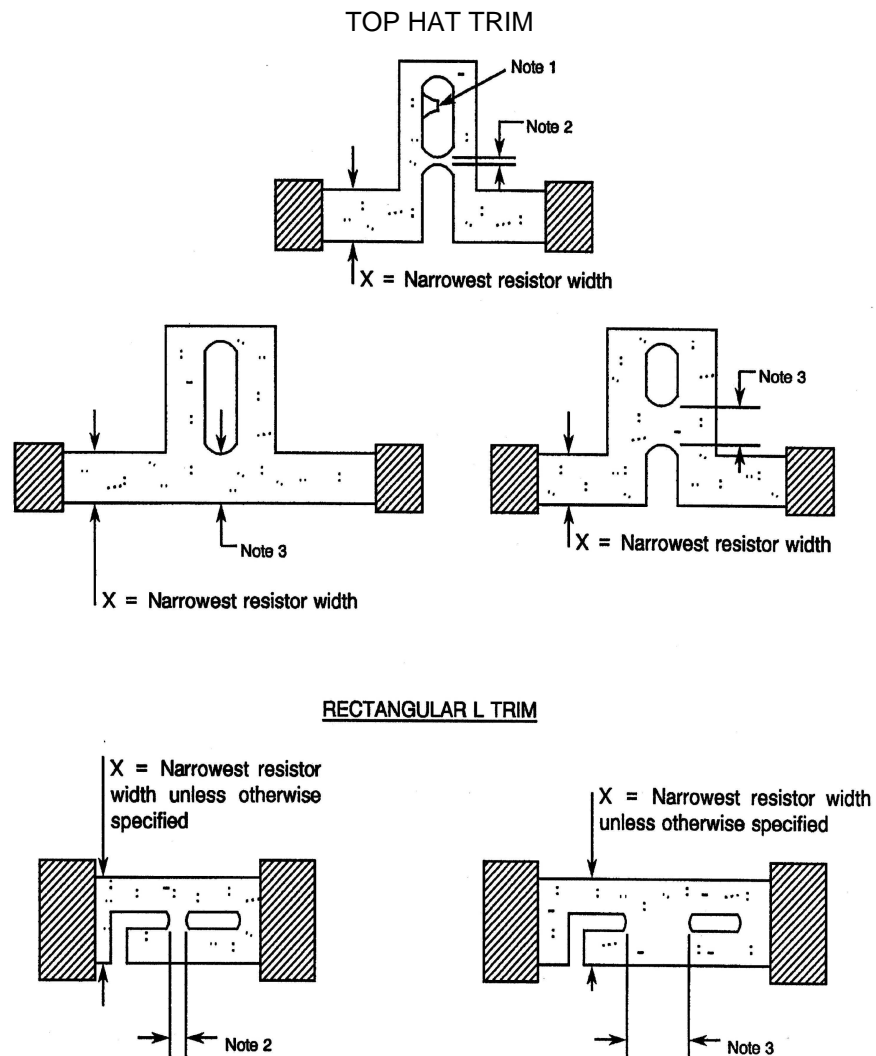 TOP HAT TRIM
Note 1
Note 2
X = Narrowest resistor width
Note 3
Note 3
X = Narrowest resistor width
X = Narrowest resistor width
RECTANGULAR L TRIM
X = Narrowest resistor
width unless otherwise
specified
X = Narrowest resistor width
unless otherwise specified
Note 2
Note 3